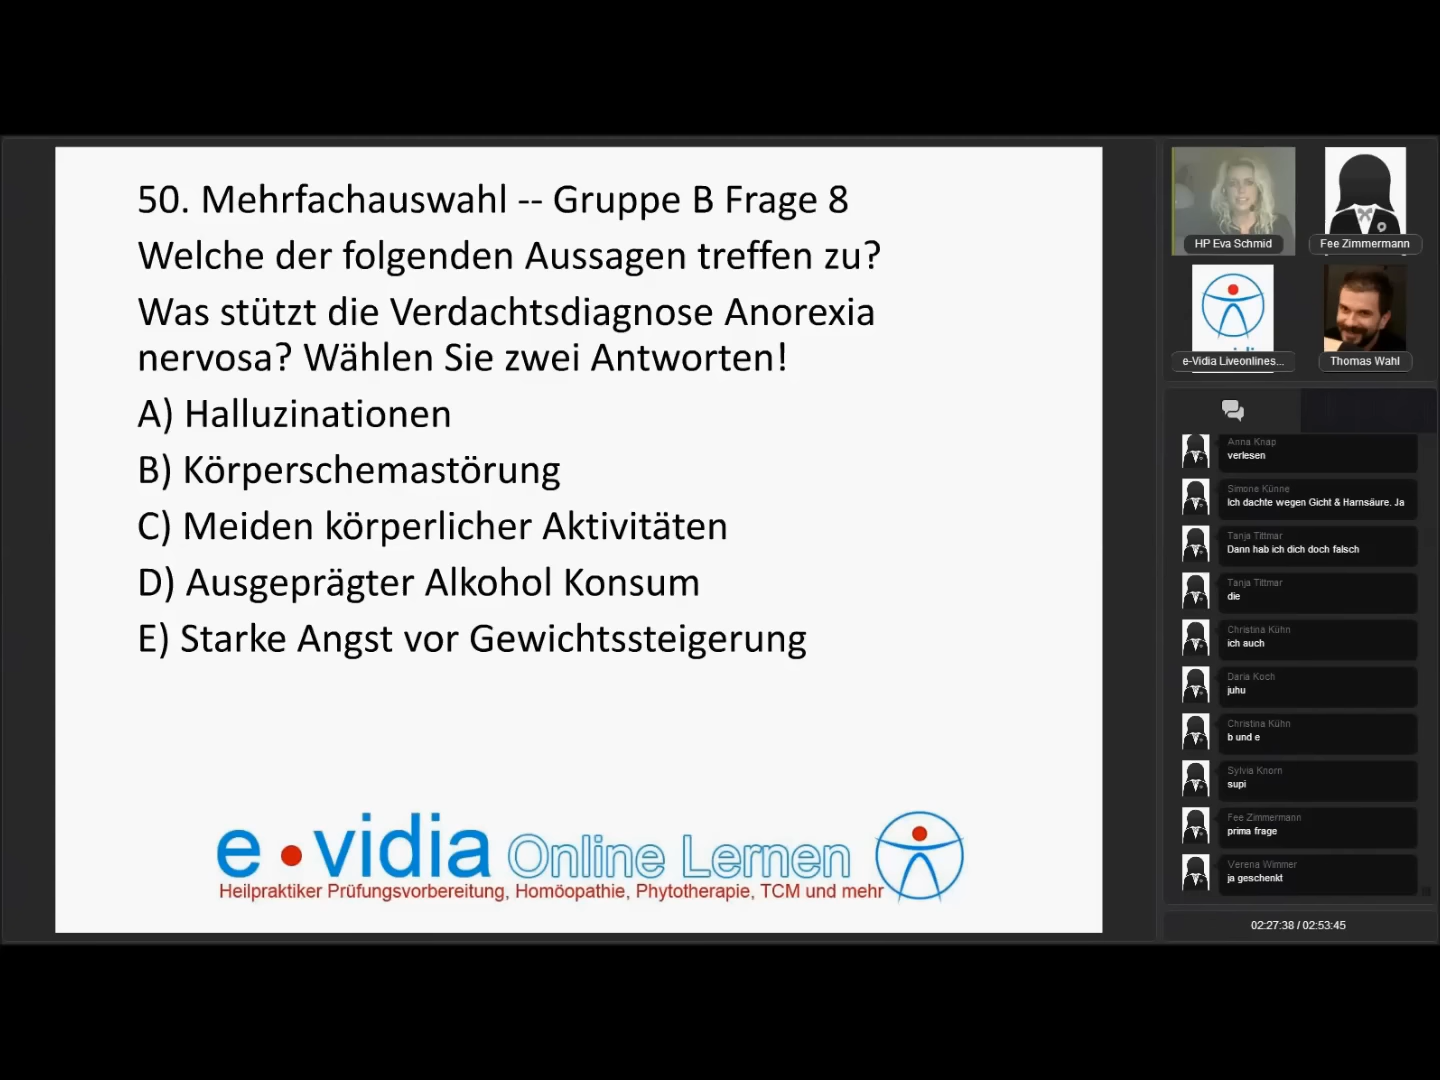 50. Mehrfachauswahl -- Gruppe B Frage 8
Welche der folgenden Aussagen treffen zu?
Was stützt die Verdachtsdiagnose Anorexia
nervosa? Wählen Sie zwei Antworten!
A) Halluzinationen
B) Körperschemastörung
C) Meiden körperlicher Aktivitäten
D) Ausgeprägter Alkohol Konsum
E) Starke Angst vor Gewichtssteigerung
e vidia Online Lernen
Heilpraktiker Prüfungsvorbereitung, Homöopathie, Phytotherapie, TCM und mehr
HP Eva Schmid
Fee Zimmermann
e-Vidia Liveonlines...
Thomas Wahl
Anna Knap
verlesen
Simone Künne
Ich dachte wegen Gicht & Harnsäure. Ja
Tanja Tittmar
Dann hab ich dich doch falsch
Tanja Tittmar
die
Christina Kühn
ich auch
Daria Koch
juhu
Christina Kühn
b und e
Sylvia Knorn
supi
Fee Zimmermann
prima frage
Verena Wimmer
ja geschenkt
02:27:38 / 02:53:45